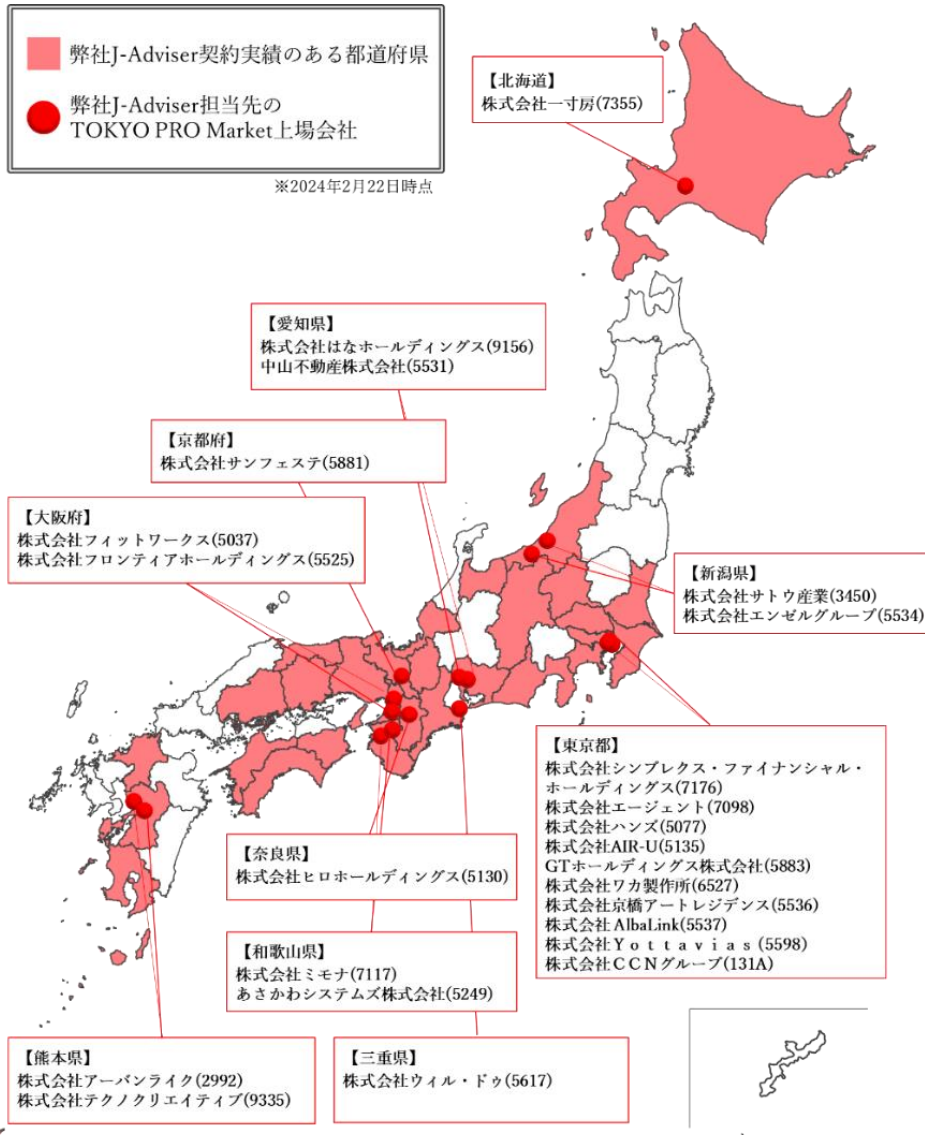 弊社J-Adviser契約実績のある都道府県
弊社J-Adviser担当先の
TOKYO PRO Market上場会社
※2024年2月22日時点
【北海道】
株式会社一寸房(7355)
【愛知県】
株式会社はなホールディングス(9156)
中山不動産株式会社(5531)
【京都府】
株式会社サンフェステ(5881)
【大阪府】
株式会社フィットワークス(5037)
株式会社フロンティアホールディングス(5525)
【新潟県】
株式会社サトウ産業(3450)
株式会社エンゼルグループ(5534)
【東京都】
株式会社シンプレクス・ファイナンシャル・
ホールディングス(7176)
株式会社エージェント(7098)
株式会社ハンズ(5077)
株式会社AIR-U(5135)
GTホールディングス株式会社(5883)
株式会社ワカ製作所(6527)
株式会社京橋アートレジデンス(5536)
株式会社AlbaLink(5537)
株式会社Ｙｏｔｔａｖｉａｓ(5598)
株式会社ＣＣＮグループ(131A)
【奈良県】
株式会社ヒロホールディングス(5130)
【和歌山県】
株式会社ミモナ(7117)
あさかわシステムズ株式会社(5249)
【熊本県】
株式会社アーバンライク(2992)
株式会社テクノクリエイティブ(9335)
【三重県】
株式会社ウィル・ドゥ(5617)